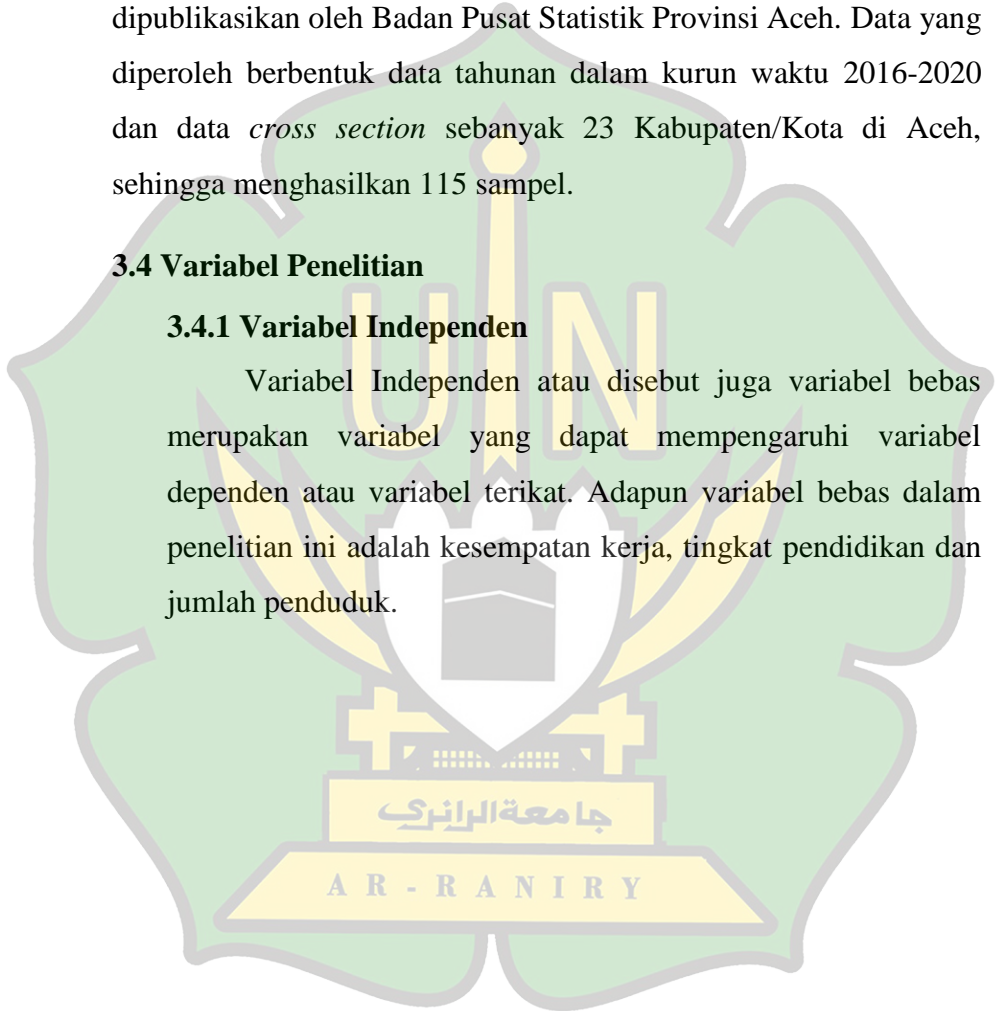 dipublikasikan oleh Badan Pusat Statistik Provinsi Aceh. Data yang
diperoleh berbentuk data tahunan dalam kurun waktu 2016-2020
dan data cross section sebanyak 23 Kabupaten/Kota di Aceh,
sehingga menghasilkan 115 sampel.
3.4 Variabel Penelitian
3.4.1 Variabel Independen
Variabel Independen atau disebut juga variabel bebas
merupakan variabel yang dapat mempengaruhi variabel
dependen atau variabel terikat. Adapun variabel bebas dalam
penelitian ini adalah kesempatan kerja, tingkat pendidikan dan
jumlah penduduk.
UIN
جامعة الرانري
AR-RANIRY